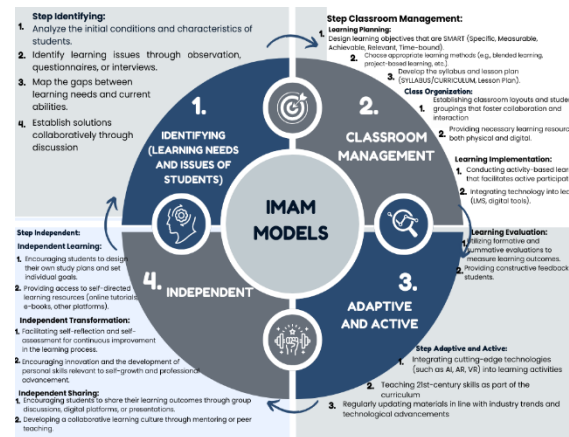 Step Identifying:
1. Analyze the initial conditions and characteristics of
students.
2. Identify learning issues through observation,
questionnaires, or interviews.
3. Map the gaps between
learning needs and current
abilities.
4. Establish solutions
collaboratively through
discussion
Step Classroom Management:
Learning Planning:
1. Design learning objectives that are SMART (Specific, Measurable,
Achievable, Relevant, Time-bound).
2. Choose appropriate learning methods (e.g., blended learning,
project-based learning, etc.).
3. Develop the syllabus and lesson plan
(SYLLABUS/CURRICULUM, Lesson Plan).
Class Organization:
1. Establishing classroom layouts and stude
groupings that foster collaboration and
interaction
2. Providing necessary learning resourc
both physical and digital.
Learning Implementation:
1. Conducting activity-based lear
that facilitates active participat
2. Integrating technology into le
(LMS, digital tools).
Learning Evaluation:
1. Utilizing formative and
summative evaluations to
measure learning outcomes.
2. Providing constructive feedback
students.
1.
IDENTIFYING
(LEARNING NEEDS
AND ISSUES OF
STUDENTS)
2.
CLASSROOM
MANAGEMENT
IMAM
MODELS
3.
ADAPTIVE
AND ACTIVE
4. INDEPENDENT
Step Adaptive and Active:
1. Integrating cutting-edge technologies
(such as AI, AR, VR) into learning activities
2. Teaching 21st-century skills as part of the
curriculum
3. Regularly updating materials in line with industry trends and
technological advancements
Step Independent:
Independent Learning:
1. Encouraging students to design
their own study plans and set
individual goals.
2. Providing access to self-directed
learning resources (online tutorials,
e-books, other platforms).
Independent Transformation:
1. Facilitating self-reflection and self-
assessment for continuous improvement
in the learning process.
2. Encouraging innovation and the development of
personal skills relevant to self-growth and professional
advancement.
Independent Sharing:
1. Encouraging students to share their learning outcomes through group
discussions, digital platforms, or presentations.
2. Developing a collaborative learning culture through mentoring or peer
teaching.